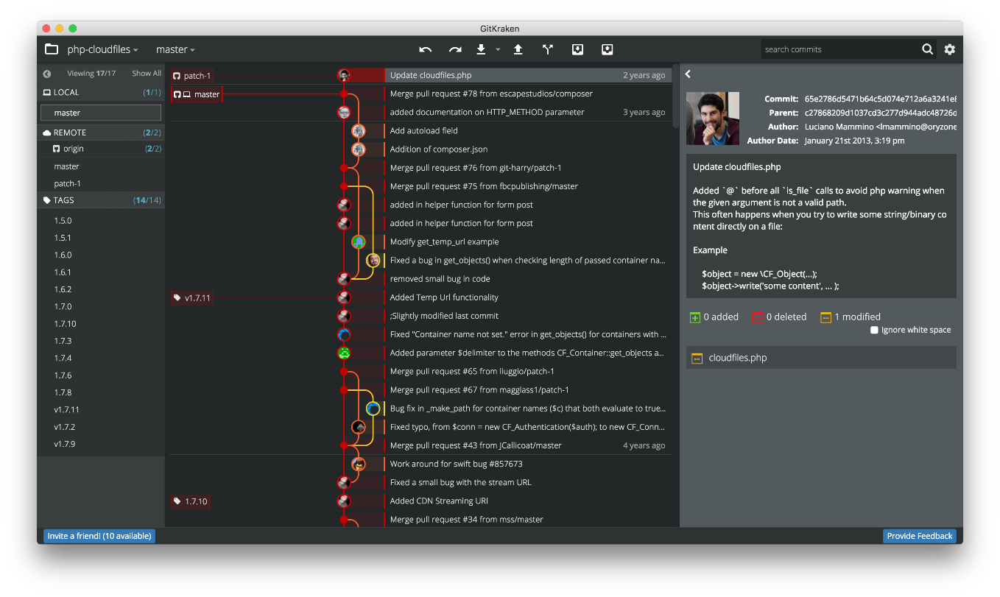 GitKraken
php-cloudfiles
master
search commits
Viewing 17/17 Show All
LOCAL (1/1)
master
REMOTE (2/2)
origin (2/2)
master
patch-1
TAGS (14/14)
1.5.0
1.5.1
1.6.0
1.6.1
1.6.2
1.7.0
1.7.10
1.7.3
1.7.4
1.7.6
1.7.8
v1.7.11
v1.7.2
v1.7.9
patch-1 Update cloudfiles.php 2 years ago
master Merge pull request #78 from escapestudios/composer
added documentation on HTTP_METHOD parameter 3 years ago
Add autoload field
Addition of composer.json
Merge pull request #76 from git-harry/patch-1
Merge pull request #75 from fbcpublishing/master
added in helper function for form post
added in helper function for form post
Modify get_temp_url example
Fixed a bug in get_objects() when checking length of passed container na...
removed small bug in code
v1.7.11 Added Temp Url functionality
;Slightly modified last commit
Fixed "Container name not set." error in get_objects() for containers with ...
Added parameter $delimiter to the methods CF_Container::get_objects a...
Merge pull request #65 from liuggio/patch-1
Merge pull request #67 from magglass1/patch-1
Bug fix in _make_path for container names ($c) that both evaluate to true...
Fixed typo, from $conn = new CF_Authentication($auth); to new CF_Conn...
Merge pull request #43 from JCallicoat/master 4 years ago
Work around for swift bug #857673
Fixed a small bug with the stream URL
1.7.10 Added CDN Streaming URI
Merge pull request #34 from mss/master
Commit: 65e2786d5471b64c5d074e712a6a3241e8
Parent: c27868209d1037cd3c277d944adc48726d
Author: Luciano Mammino <lmammino@oryzone
Author Date: January 21st 2013, 3:19 pm
Update cloudfiles.php
Added `@` before all `is_file` calls to avoid php warning when
the given argument is not a valid path.
This often happens when you try to write some string/binary co
ntent directly on a file:
Example
$object = new \CF_Object(...);
$object->write('some content', ... );
0 added 0 deleted 1 modified
Ignore white space
cloudfiles.php
Invite a friend! (10 available)
Provide Feedback